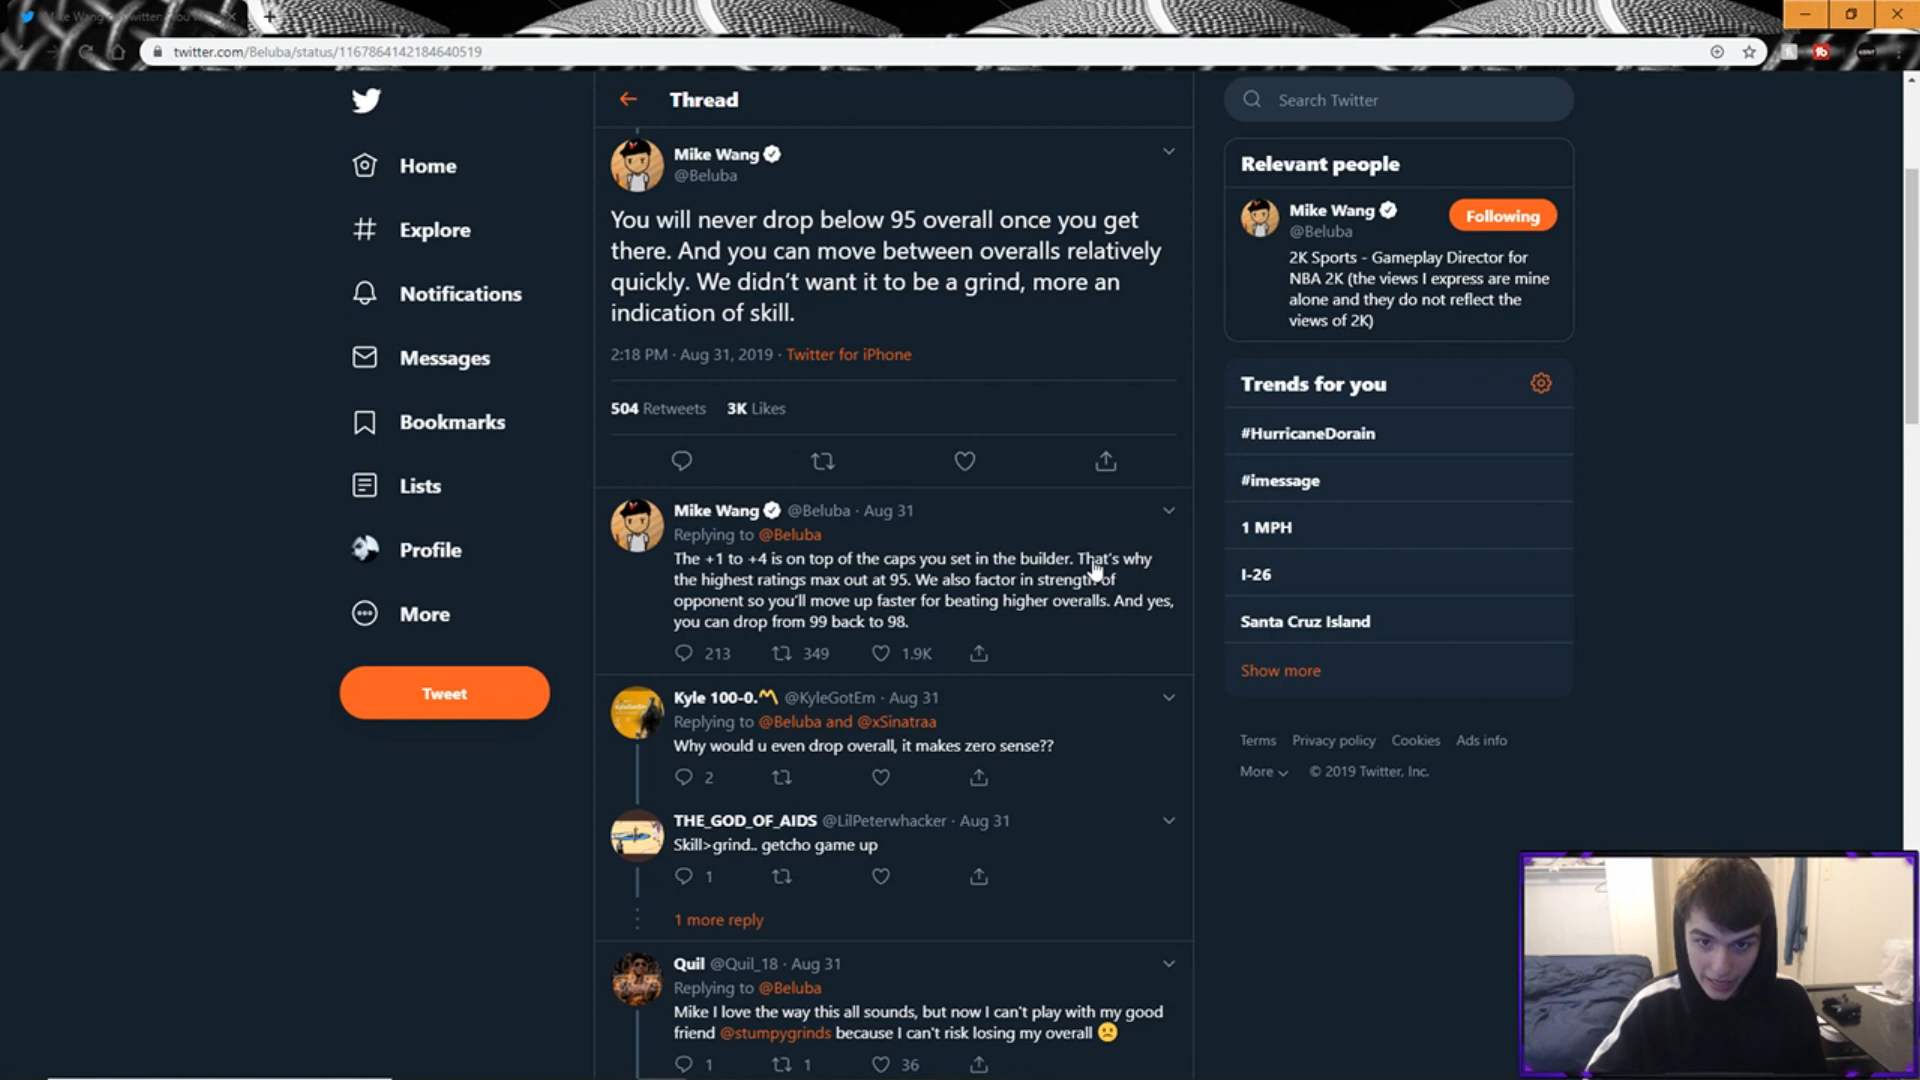 Mike Wang
twitter.com/Beluba/status/1167864142184640519
Home
Explore
Notifications
Messages
Bookmarks
Lists
Profile
More
Tweet
Thread
Mike Wang
@Beluba
You will never drop below 95 overall once you get
there. And you can move between overalls relatively
quickly. We didn't want it to be a grind, more an
indication of skill.
2:18 PM · Aug 31, 2019 · Twitter for iPhone
504 Retweets 3K Likes
Mike Wang @Beluba · Aug 31
Replying to @Beluba
The +1 to +4 is on top of the caps you set in the builder. That's why
the highest ratings max out at 95. We also factor in strength of
opponent so you'll move up faster for beating higher overalls. And yes,
you can drop from 99 back to 98.
213 349 1.9K
Kyle 100-0. @KyleGotEm · Aug 31
Replying to @Beluba and @xSinatraa
Why would u even drop overall, it makes zero sense??
2
THE_GOD_OF_AIDS @LilPeterwhacker · Aug 31
Skill>grind.. getcho game up
1
1 more reply
Quil @Quil_18 · Aug 31
Replying to @Beluba
Mike I love the way this all sounds, but now I can't play with my good
friend @stumpygrinds because I can't risk losing my overall
1 1 36
Search Twitter
Relevant people
Mike Wang
@Beluba
Following
2K Sports - Gameplay Director for
NBA 2K (the views I express are mine
alone and they do not reflect the
views of 2K)
Trends for you
#HurricaneDorain
#imessage
1 MPH
I-26
Santa Cruz Island
Show more
Terms Privacy policy Cookies Ads info
More © 2019 Twitter, Inc.